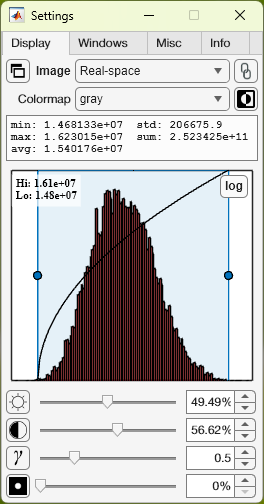 Settings
Display Windows Misc Info
Image Real-space
Colormap gray
min: 1.468133e+07 std: 206675.9
max: 1.623015e+07 sum: 2.523425e+11
avg: 1.540176e+07
Hi: 1.61e+07 log
Lo: 1.48e+07
49.49%
56.62%
γ 0.5
0%